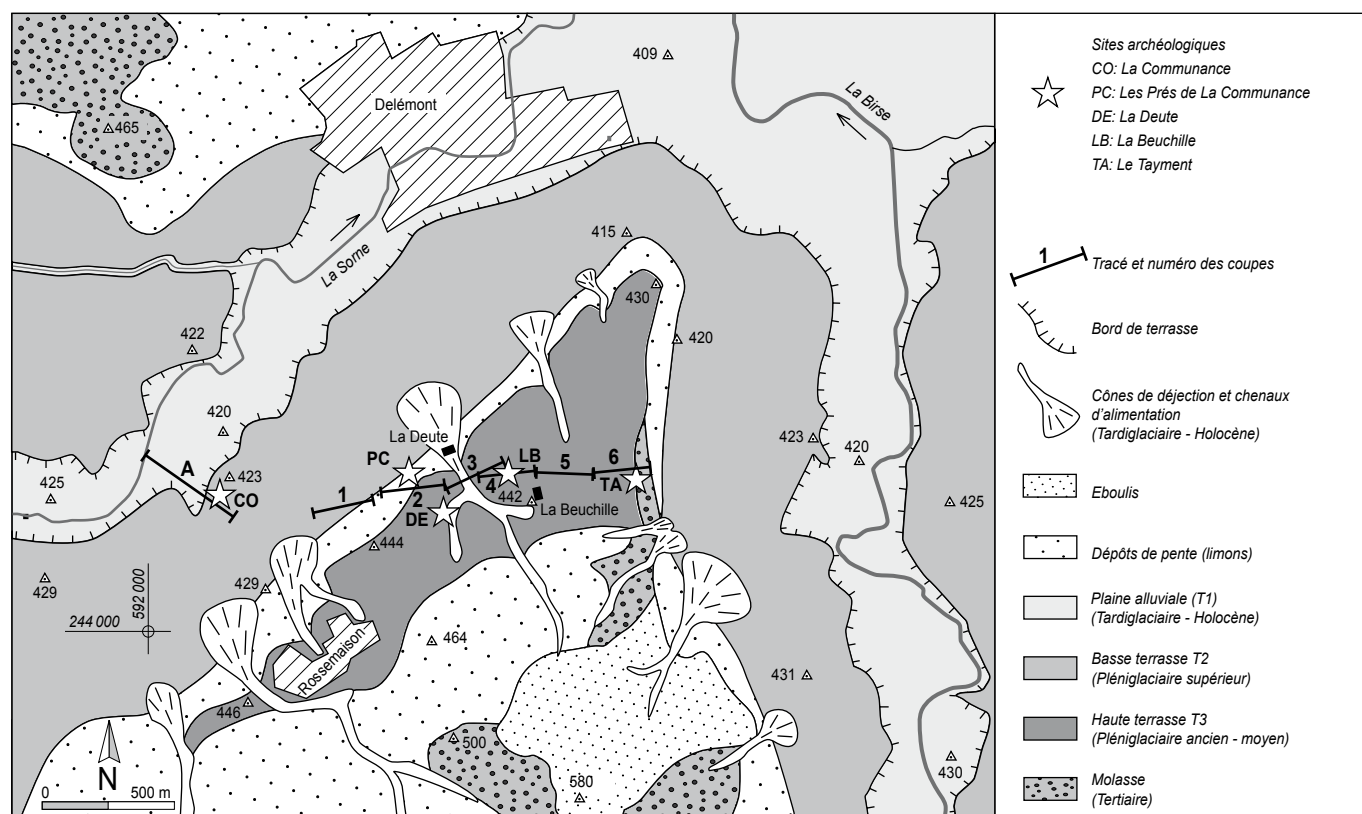 409
La Birse
Delémont
465
La Sorne
415
430
422
420
420
La Deute
PC
LB
3
423
420
A
423
CO
425
1
2
4
5
6
TA
442
La Beuchille
DE
425
444
429
592 000
429
244 000
464
Rossemaison
431
446
500
430
580
N
0
500 m
Sites archéologiques
CO: La Communance
PC: Les Prés de La Communance
DE: La Deute
LB: La Beuchille
TA: Le Tayment
1
Tracé et numéro des coupes
Bord de terrasse
Cônes de déjection et chenaux
d'alimentation
(Tardiglaciaire - Holocène)
Eboulis
Dépôts de pente (limons)
Plaine alluviale (T1)
(Tardiglaciaire - Holocène)
Basse terrasse T2
(Pléniglaciaire supérieur)
Haute terrasse T3
(Pléniglaciaire ancien - moyen)
Molasse
(Tertiaire)